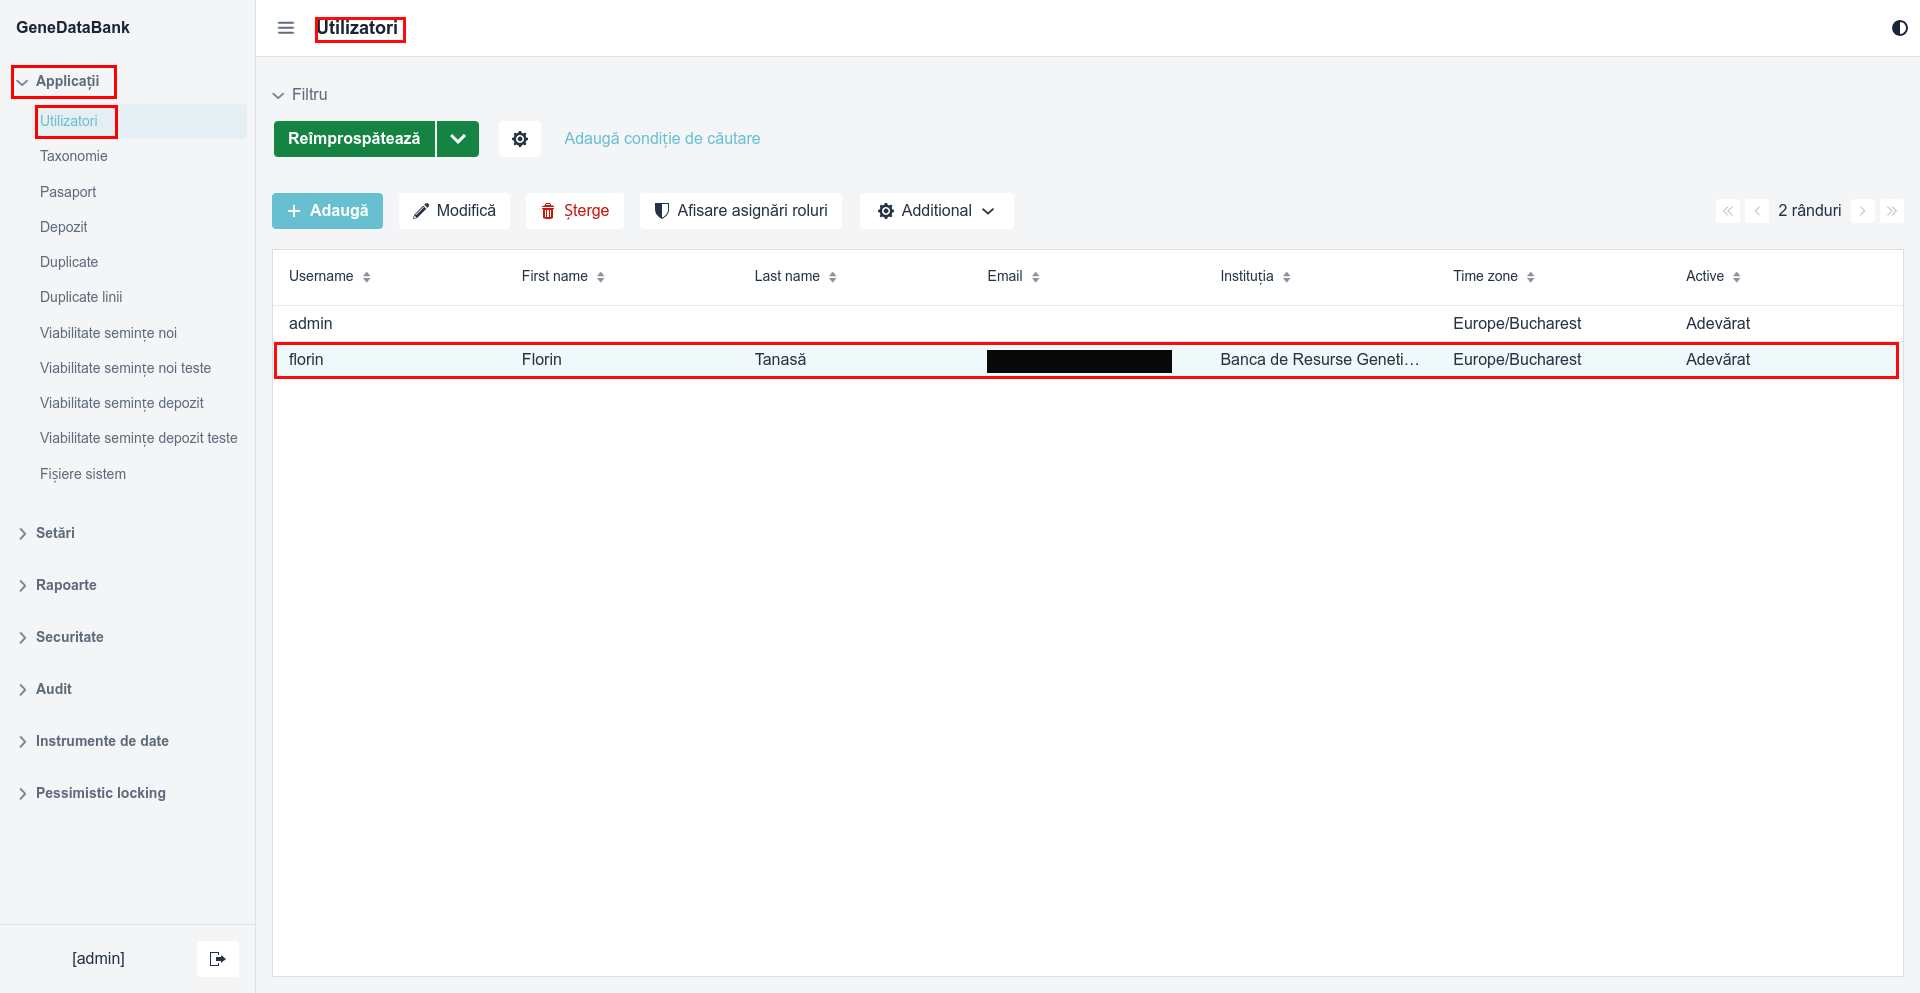 GeneDataBank
Utilizatori
Applicații
Utilizatori
Taxonomie
Pasaport
Depozit
Duplicate
Duplicate linii
Viabilitate semințe noi
Viabilitate semințe noi teste
Viabilitate semințe depozit
Viabilitate semințe depozit teste
Fișiere sistem
Setări
Rapoarte
Securitate
Audit
Instrumente de date
Pessimistic locking
[admin]
Filtru
Reîmprospătează
Adaugă condiție de căutare
Adaugă Modifică Șterge Afisare asignări roluri Additional 2 rânduri
Username First name Last name Email Instituția Time zone Active
admin Europe/Bucharest Adevărat
florin Florin Tanasă Banca de Resurse Geneti… Europe/Bucharest Adevărat